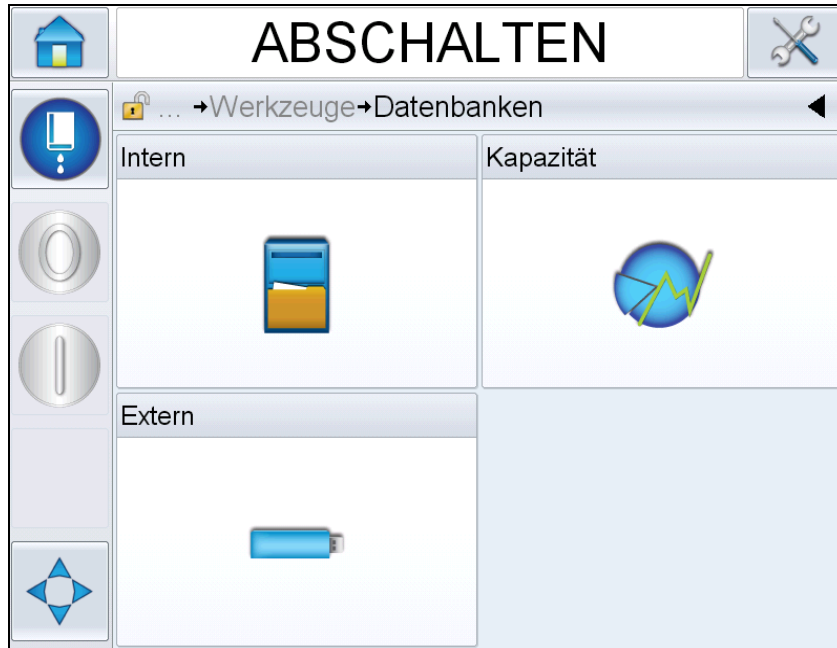 ABSCHALTEN
... →Werkzeuge→Datenbanken
Intern
Kapazität
Extern